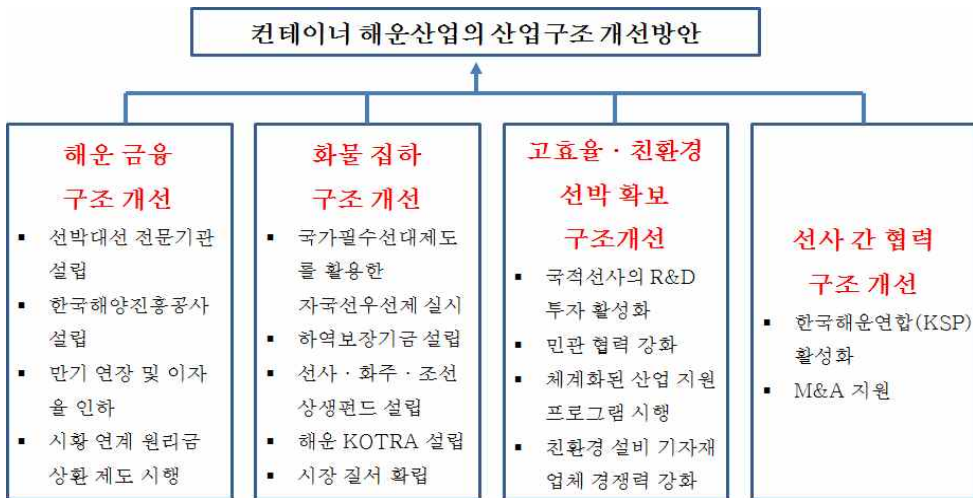 컨테이너 해운산업의 산업구조 개선방안
해운 금융
구조 개선
▪ 선박대선 전문기관
설립
▪ 한국해양진흥공사
설립
▪ 만기 연장 및 이자
율 인하
▪ 시황 연계 원리금
상환 제도 시행
화물 집하
구조 개선
▪ 국가필수선대제도
를 활용한
자국선우선제 실시
▪ 하역보장기금 설립
▪ 선사 · 화주 · 조선
상생펀드 설립
▪ 해운 KOTRA 설립
▪ 시장 질서 확립
고효율 · 친환경
선박 확보
구조개선
▪ 국적선사의 R&D
투자 활성화
▪ 민관 협력 강화
▪ 체계화된 산업 지원
프로그램 시행
▪ 친환경 설비 기자재
업체 경쟁력 강화
선사 간 협력
구조 개선
▪ 한국해운연합(KSP)
활성화
▪ M&A 지원